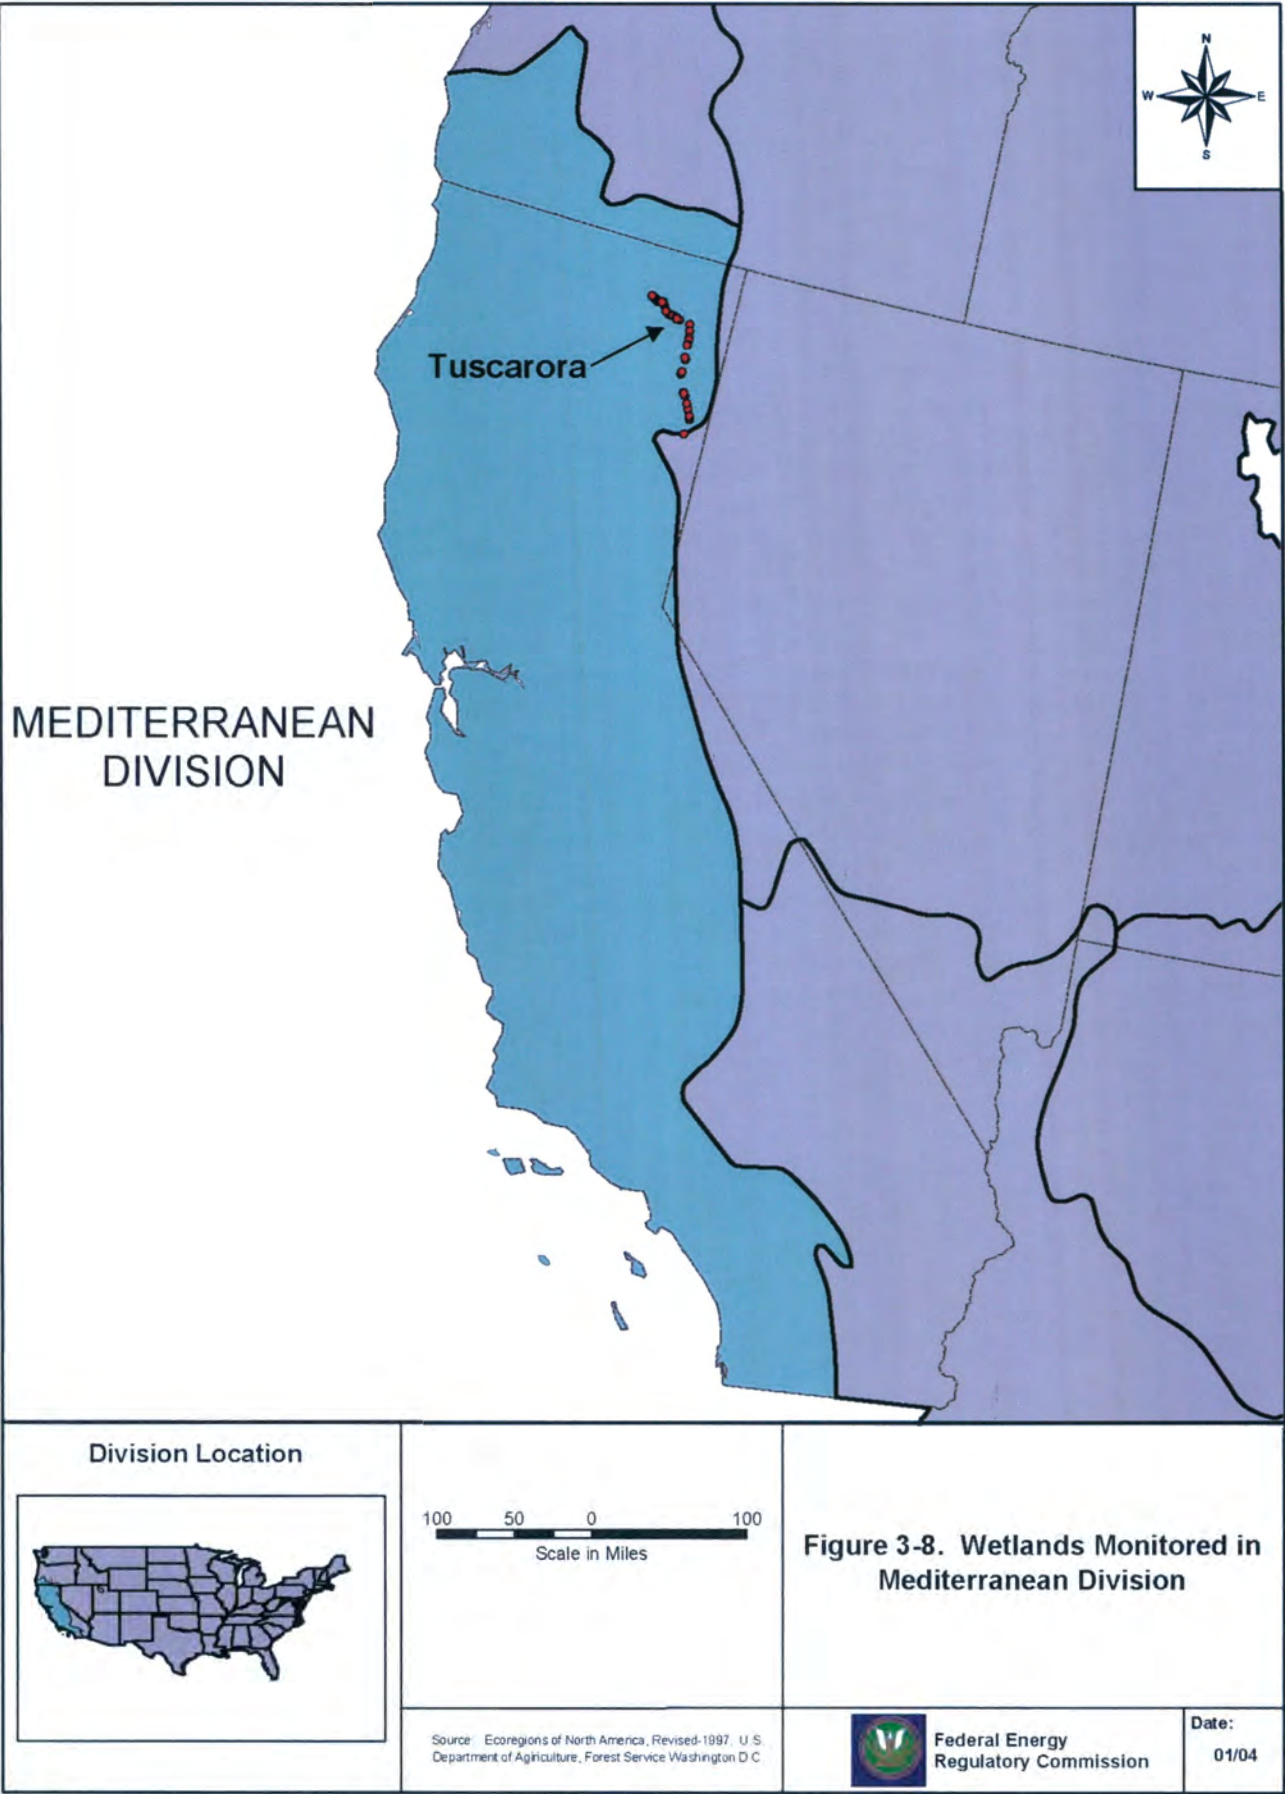 N
W E
S
Tuscarora
MEDITERRANEAN
DIVISION
Division Location
100 50 0 100
Scale in Miles
Figure 3-8. Wetlands Monitored in
Mediterranean Division
Source: Ecoregions of North America, Revised-1997. U.S.
Department of Agriculture, Forest Service Washington D.C.
Federal Energy
Regulatory Commission
Date:
01/04